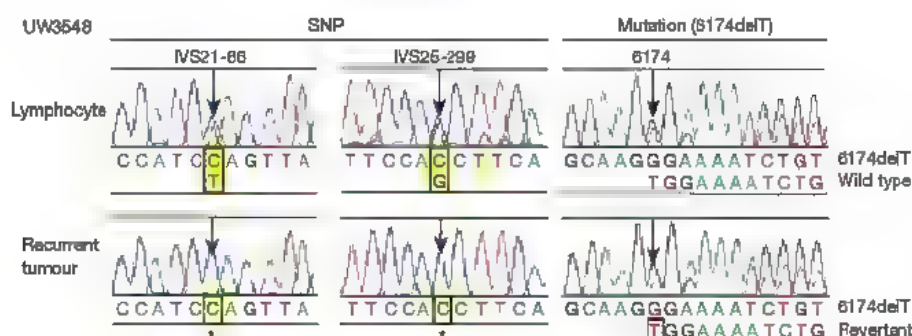 UW3548 SNP Mutation (6174delT)
IVS21-66 IVS25-299 6174
Lymphocyte
CCATCCAGTTA TTCCACCTTCA GCAAGGGAAAATCTGT 6174delT
T G TGGAAAATCTG Wild type
Recurrent
tumour
CCATCCAGTTA TTCCACCTTCA GCAAGGGAAAATCTGT 6174delT
TGGAAAATCTG Revertant